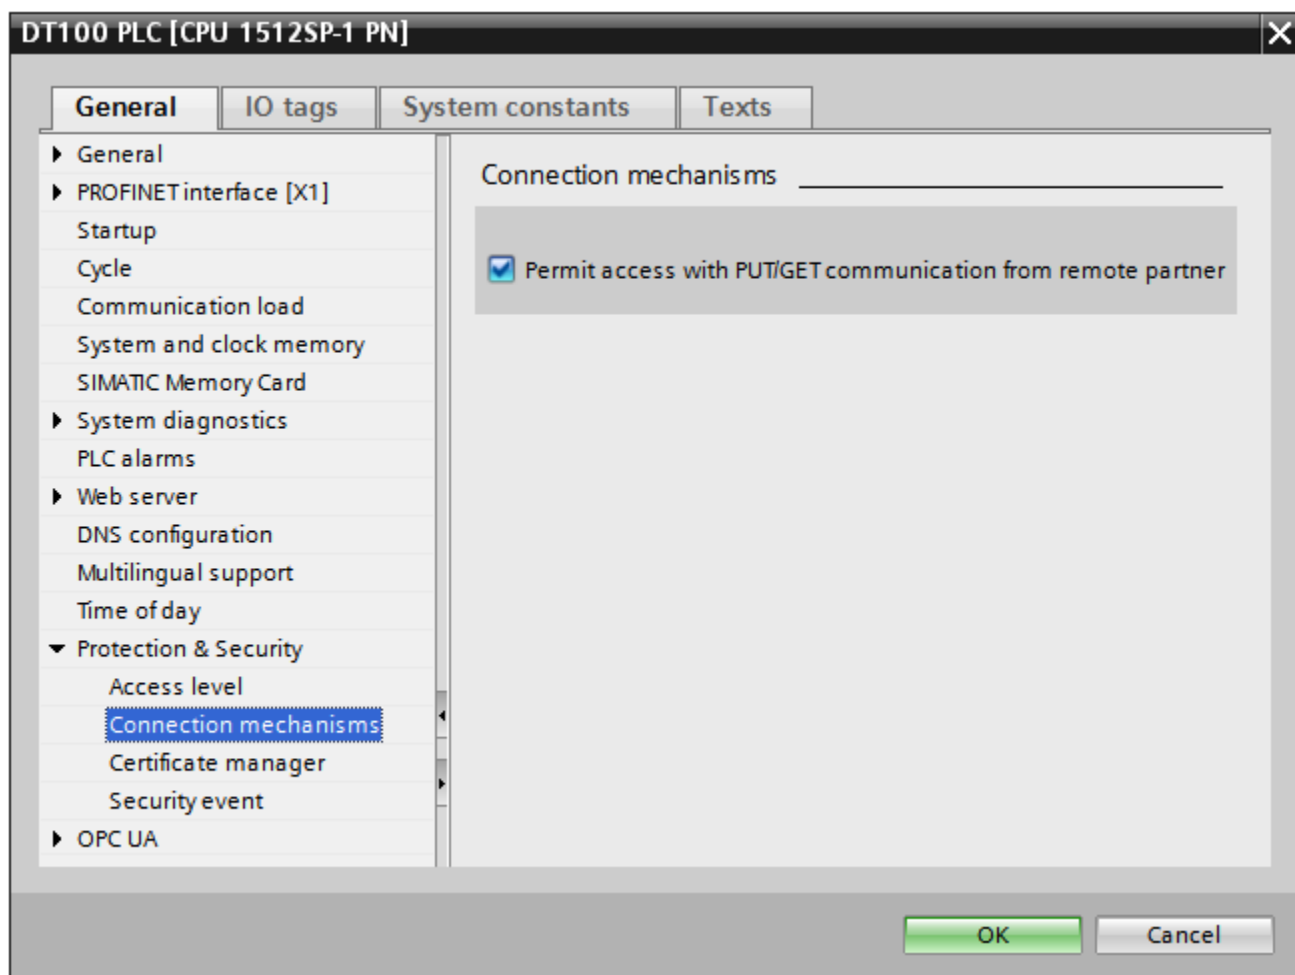 DT100 PLC [CPU 1512SP-1 PN]
General
IO tags
System constants
Texts
General
PROFINET interface [X1]
Startup
Cycle
Communication load
System and clock memory
SIMATIC Memory Card
System diagnostics
PLC alarms
Web server
DNS configuration
Multilingual support
Time of day
Protection & Security
Access level
Connection mechanisms
Certificate manager
Security event
OPC UA
Connection mechanisms
Permit access with PUT/GET communication from remote partner
OK
Cancel